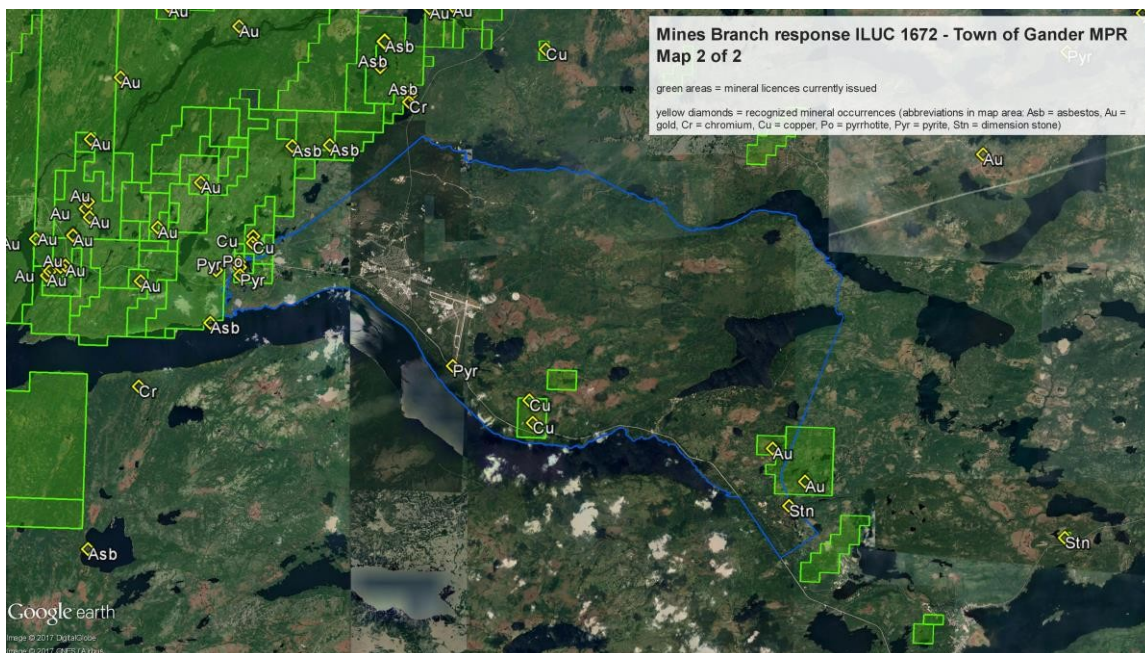 Mines Branch response ILUC 1672 - Town of Gander MPR
Map 2 of 2
green areas = mineral licences currently issued
yellow diamonds = recognized mineral occurrences (abbreviations in map area: Asb = asbestos, Au =
gold, Cr = chromium, Cu = copper, Po = pyrrhotite, Pyr = pyrite, Stn = dimension stone)
Au
Au
Au
Au
Asb
Cu
Pyr
Asb
Au
Asb
Cr
Au
Asb
Asb
Au
Au
Au
Au
Au
Au
Au
Au
Au
Au
Cu
Cu
Au
Au
Au
Au
Pyr
Po
Pyr
Au
Asb
Pyr
Cr
Cu
Cu
Au
Au
Stn
Stn
Asb
Google earth
Image © 2017 DigitalGlobe
Image © 2017 CNES / Airbus